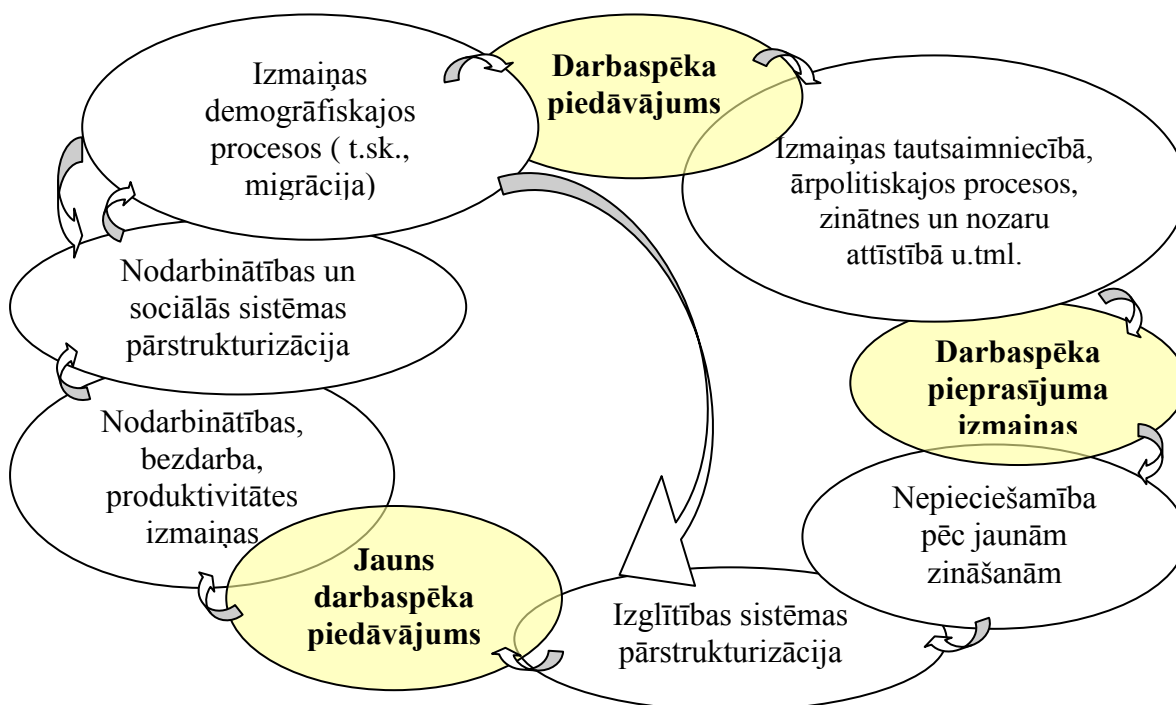 Izmaiņas
demogrāfiskajos
procesos ( t.sk.,
migrācija)
Darbaspēka
piedāvājums
Izmaiņas tautsaimniecībā,
ārpolitiskajos procesos,
zinātnes un nozaru
attīstībā u.tml.
Darbaspēka
pieprasījuma
izmaiņas
Nepieciešamība
pēc jaunām
zināšanām
Izglītības sistēmas
pārstrukturizācija
Jauns
darbaspēka
piedāvājums
Nodarbinātības,
bezdarba,
produktivitātes
izmaiņas
Nodarbinātības un
sociālās sistēmas
pārstrukturizācija